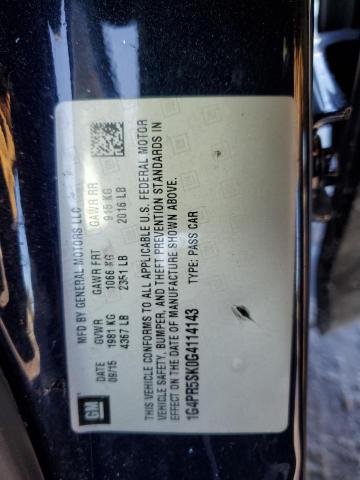 MFD BY GENERAL MOTORS LLC
DATE GVWR GAWR FRT GAWR RR
09/15 1981 KG 1066 KG 915 KG
4367 LB 2351 LB 2016 LB
THIS VEHICLE CONFORMS TO ALL APPLICABLE U.S. FEDERAL MOTOR
VEHICLE SAFETY, BUMPER, AND THEFT PREVENTION STANDARDS IN
EFFECT ON THE DATE OF MANUFACTURE SHOWN ABOVE.
1G4PR5SK0G4114143 TYPE: PASS CAR
GM